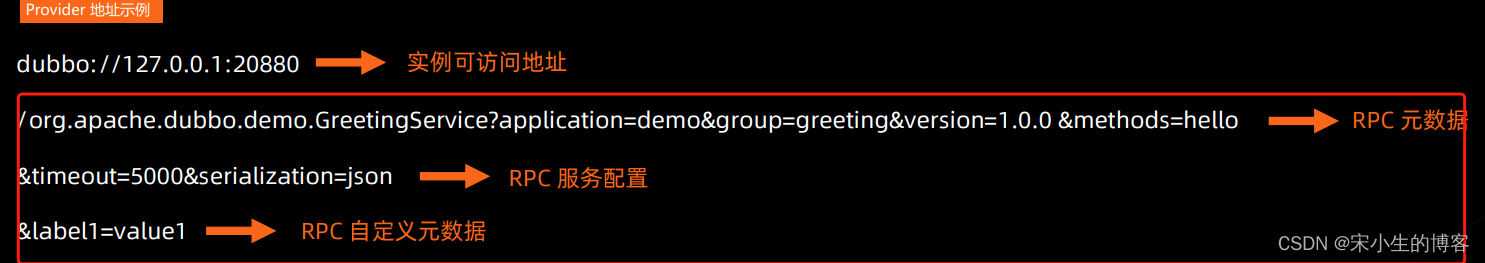 Provider 地址示例
dubbo://127.0.0.1:20880 实例可访问地址
/org.apache.dubbo.demo.GreetingService?application=demo&group=greeting&version=1.0.0 &methods=hello RPC 元数据
&timeout=5000&serialization=json RPC 服务配置
&label1=value1 RPC 自定义元数据
CSDN @宋小生的博客